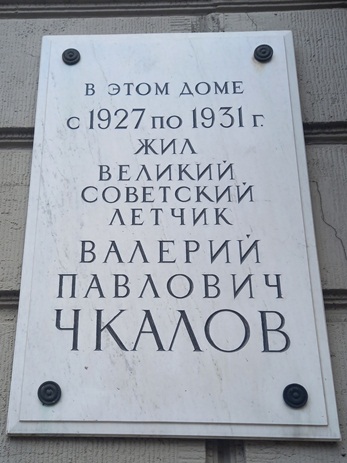 В ЭТОМ ДОМЕ
С 1927 ПО 1931 Г.
ЖИЛ
ВЕЛИКИЙ
СОВЕТСКИЙ
ЛЕТЧИК
ВАЛЕРИЙ
ПАВЛОВИЧ
ЧКАЛОВ